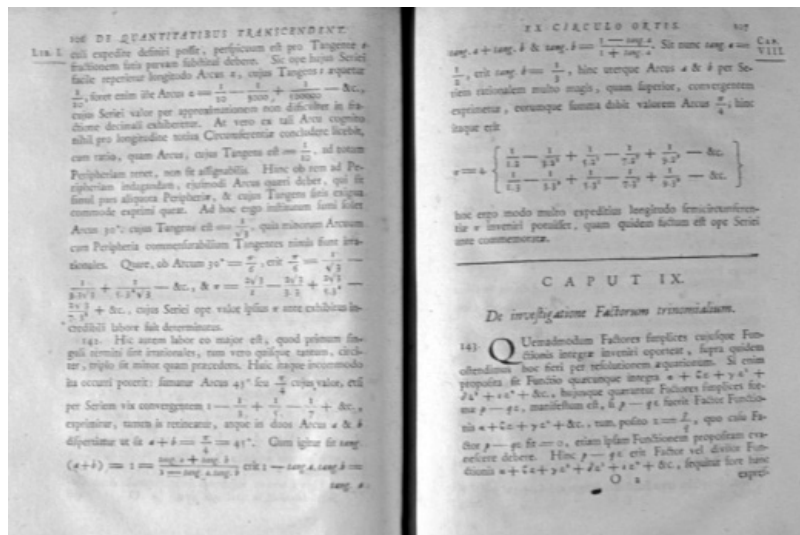 106 DE QUANTITATIBUS TRANSCENDENT.
LIB. I.
culi expedite definiri posse, perspicuum est pro Tangente t
fractionem satis parvam substitui debere. Sic ope hujus Seriei
facile reperitur longitudo Arcus z, cujus Tangens t æquetur
1/10, foret enim iste Arcus z = 1/10 − 1/3000 + 1/500000 − &c.,
cujus Seriei valor per approximationem non difficulter in fra-
ctione decimali exhiberetur. At vero ex tali Arcu cognito
nihil pro longitudine totius Circumferentiæ concludere licebit,
cum ratio, quam Arcus, cujus Tangens est = 1/10, ad totam
Peripheriam tenet, non sit assignabilis. Hinc ob rem ad Pe-
ripheriam indagandam, ejusmodi Arcus quæri debet, qui sit
simul pars aliquota Peripheriæ, & cujus Tangens satis exigua
commode exprimi queat. Ad hoc ergo institutum sumi solet
Arcus 30°, cujus Tangens est = 1/√3, quia minorum Arcuum
cum Peripheria commensurabilium Tangentes nimis fiunt irra-
tionales. Quare, ob Arcum 30° = π/6, erit π/6 = 1/√3 −
1/3.3√3 + 1/5.3²√3 − &c., & π = 2√3/1 − 2√3/3.3 + 2√3/5.3² −
2√3/7.3³ + &c., cujus Seriei ope valor ipsius π ante exhibitus in-
credibili labore fuit determinatus.
142. Hic autem labor eo major est, quod primum sin-
guli termini sint irrationales, tum vero quisque tantum, circi-
ter, triplo sit minor quam præcedens. Huic itaque incommodo
ita occurri poterit: sumatur Arcus 45° seu π/4 cujus valor, etsi
per Seriem vix convergentem 1 − 1/3 + 1/5 − 1/7 + &c.,
exprimitur, tamen is retineatur, atque in duos Arcus a & b
dispertiatur ut sit a + b = π/4 = 45°. Cum igitur sit tang.
(a + b) = 1 = (tang. a + tang. b)/(1 − tang. a. tang. b) erit 1 − tang. a. tang. b =
tang. a
EX CIRCULO ORTIS. 107
CAP. VIII.
tang. a + tang. b & tang. b = (1 − tang. a)/(1 + tang. a). Sit nunc tang. a =
1/2, erit tang. b = 1/3, hinc uterque Arcus a & b per Se-
riem rationalem multo magis, quam superior, convergentem
exprimetur, eorumque summa dabit valorem Arcus π/4; hinc
itaque erit
π = 4 { 1/1.2 − 1/3.2³ + 1/5.2⁵ − 1/7.2⁷ + 1/9.2⁹ − &c.
1/1.3 − 1/3.3³ + 1/5.3⁵ − 1/7.3⁷ + 1/9.3⁹ − &c. }
hoc ergo modo multo expeditius longitudo semicircumferen-
tiæ π inveniri potuisset, quam quidem factum est ope Seriei
ante commemoratæ.
CAPUT IX.
De investigatione Factorum trinomialium.
143. QUemadmodum Factores simplices cujusque Fun-
ctionis integræ inveniri oporteat, supra quidem
ostendimus hoc fieri per resolutionem æquationum. Si enim
proposita sit Functio quæcunque integra α + ϐz + γz² +
δz³ + εz⁴ + &c., hujusque quærantur Factores simplices for-
mæ p − qz, manifestum est, si p − qz fuerit Factor Functio-
nis α + ϐz + γz² + &c., tum, posito z = p/q, quo casu Fa-
ctor p − qz fit = 0, etiam ipsam Functionem propositam eva-
nescere debere. Hinc p − qz erit Factor vel divisor Fun-
ctionis α + ϐz + γz² + δz³ + εz⁴ + &c., sequitur fore hanc
O 2 expres-